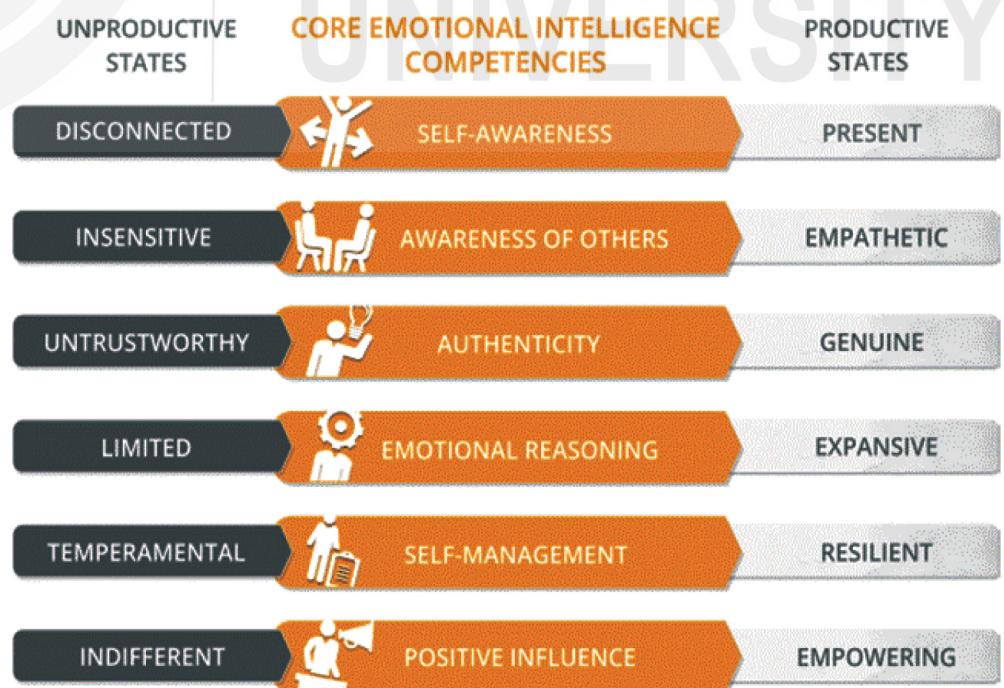 UNIVERSITY
UNPRODUCTIVE
STATES
CORE EMOTIONAL INTELLIGENCE
COMPETENCIES
PRODUCTIVE
STATES
DISCONNECTED
SELF-AWARENESS
PRESENT
INSENSITIVE
AWARENESS OF OTHERS
EMPATHETIC
UNTRUSTWORTHY
AUTHENTICITY
GENUINE
LIMITED
EMOTIONAL REASONING
EXPANSIVE
TEMPERAMENTAL
SELF-MANAGEMENT
RESILIENT
INDIFFERENT
POSITIVE INFLUENCE
EMPOWERING